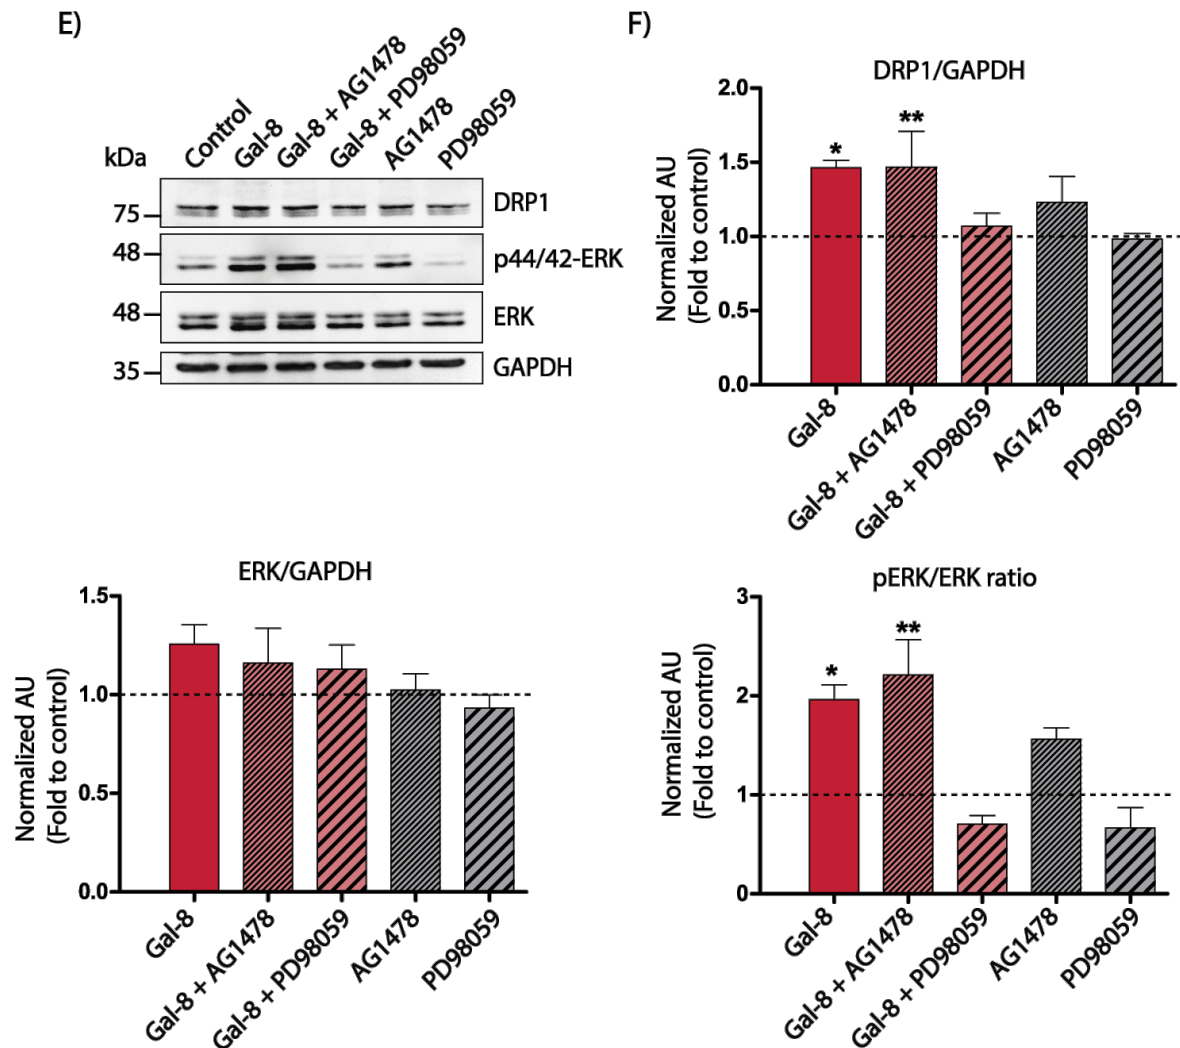 E)
Control
Gal-8
Gal-8 + AG1478
Gal-8 + PD98059
AG1478
PD98059
kDa
75
DRP1
48
p44/42-ERK
48
ERK
35
GAPDH
F)
DRP1/GAPDH
Normalized AU
(Fold to control)
2.0
1.5
1.0
0.5
0.0
*
**
Gal-8
Gal-8 + AG1478
Gal-8 + PD98059
AG1478
PD98059
ERK/GAPDH
Normalized AU
(Fold to control)
1.5
1.0
0.5
0.0
Gal-8
Gal-8 + AG1478
Gal-8 + PD98059
AG1478
PD98059
pERK/ERK ratio
Normalized AU
(Fold to control)
3
2
1
0
*
**
Gal-8
Gal-8 + AG1478
Gal-8 + PD98059
AG1478
PD98059